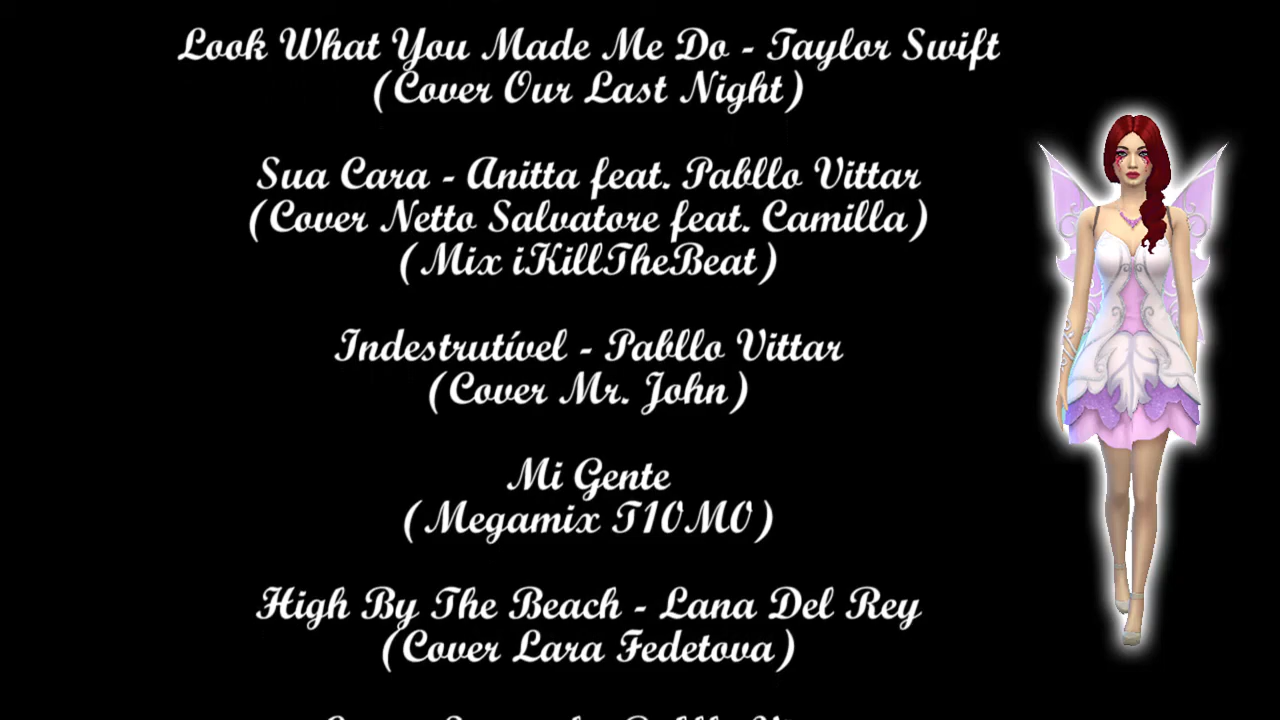 Look What You Made Me Do - Taylor Swift
(Cover Our Last Night)
Sua Cara - Anitta feat. Pabllo Vittar
(Cover Netto Salvatore feat. Camilla)
(Mix iKillTheBeat)
Indestrutível - Pabllo Vittar
(Cover Mr. John)
Mi Gente
(Megamix T10M0)
High By The Beach - Lana Del Rey
(Cover Lara Fedetova)